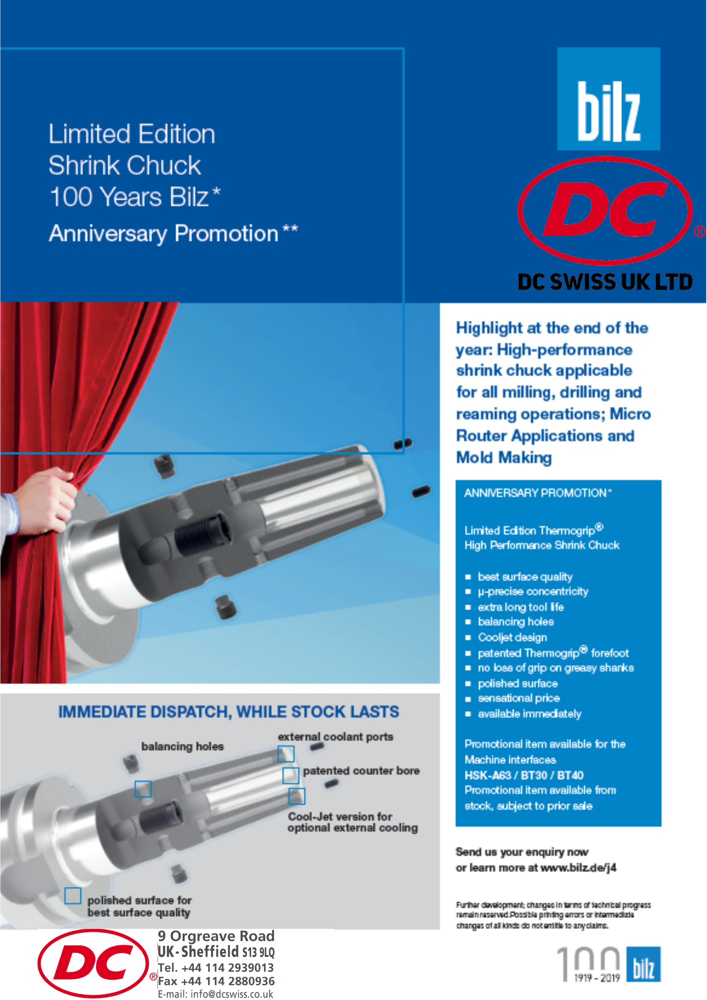 bilz
Limited Edition
Shrink Chuck
100 Years Bilz*
Anniversary Promotion**
DC®
DC SWISS UK LTD
Highlight at the end of the
year: High-performance
shrink chuck applicable
for all milling, drilling and
reaming operations; Micro
Router Applications and
Mold Making
ANNIVERSARY PROMOTION*
Limited Edition Thermogrip®
High Performance Shrink Chuck
▪ best surface quality
▪ µ-precise concentricity
▪ extra long tool life
▪ balancing holes
▪ Cooljet design
▪ patented Thermogrip® forefoot
▪ no loss of grip on greasy shanks
▪ polished surface
▪ sensational price
▪ available immediately
Promotional item available for the
Machine interfaces
HSK-A63 / BT30 / BT40
Promotional item available from
stock, subject to prior sale
IMMEDIATE DISPATCH, WHILE STOCK LASTS
external coolant ports
balancing holes
patented counter bore
Cool-Jet version for
optional external cooling
polished surface for
best surface quality
Send us your enquiry now
or learn more at www.bilz.de/j4
Further development; changes in terms of technical progress
remain reserved.Possible printing errors or intermediate
changes of all kinds do not entitle to any claims.
DC®
9 Orgreave Road
UK-Sheffield S13 9LQ
Tel. +44 114 2939013
Fax +44 114 2880936
E-mail: info@dcswiss.co.uk
100
1919 - 2019
bilz